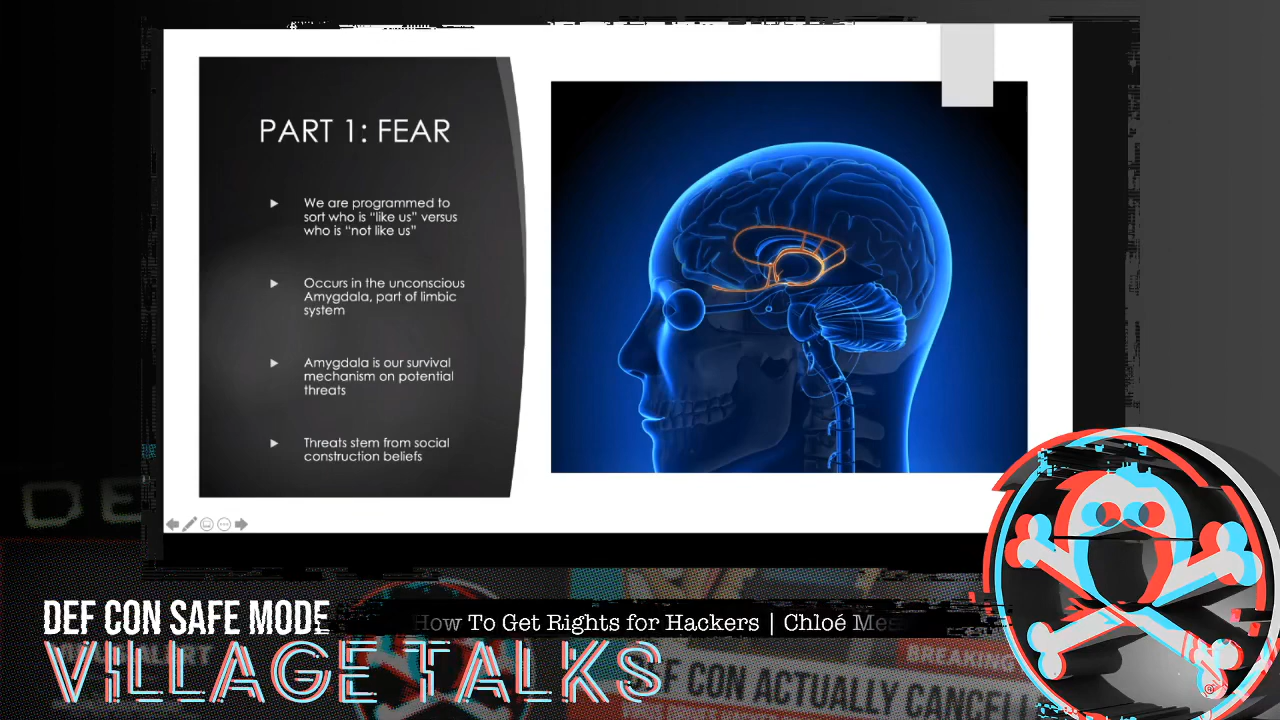 PART 1: FEAR
We are programmed to
sort who is “like us” versus
who is “not like us”
Occurs in the unconscious
Amygdala, part of limbic
system
Amygdala is our survival
mechanism on potential
threats
Threats stem from social
construction beliefs
DE
DEF CON SAFE MODE
How To Get Rights for Hackers | Chloé Mes
VILLAGE TALKS
BREAKING
DEF CON ACTUALLY CANCELL